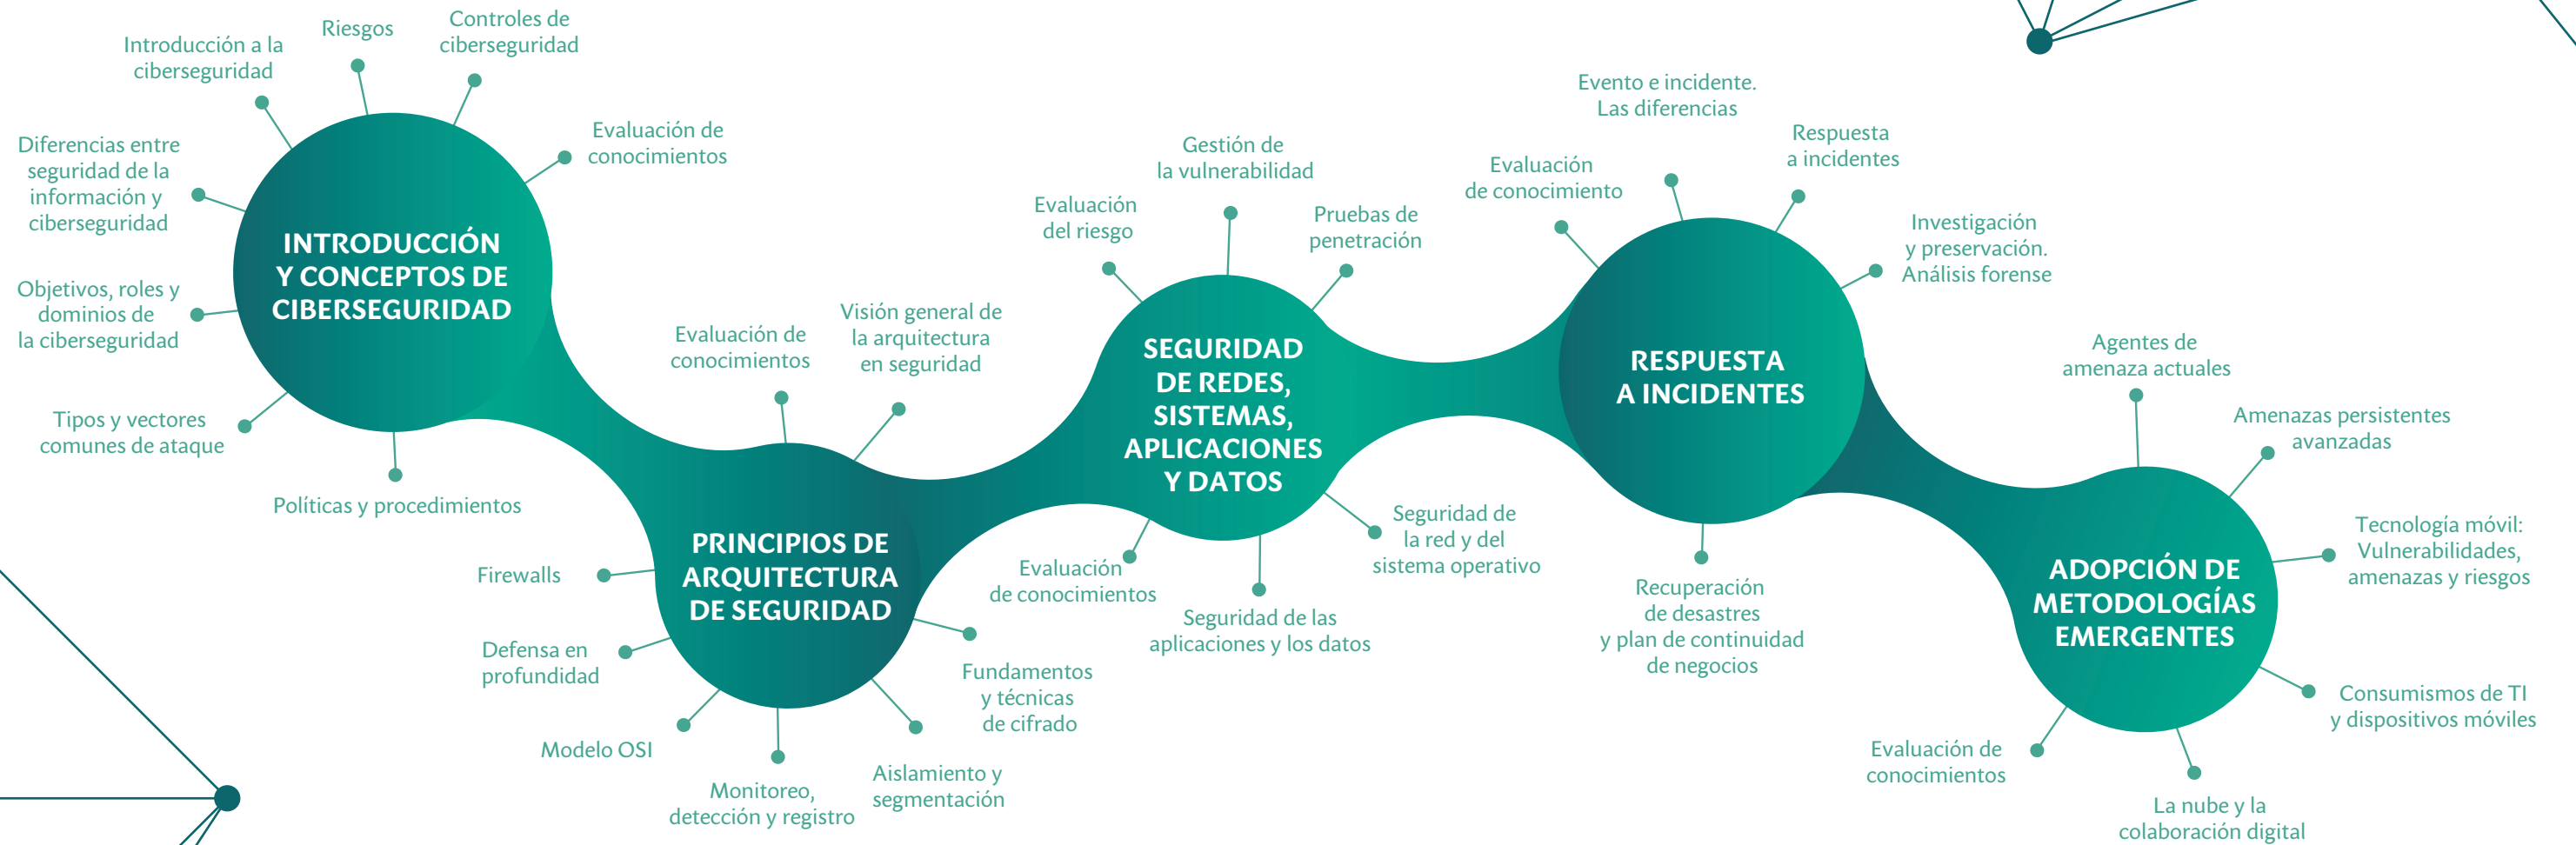 Riesgos
Controles de
ciberseguridad
Introducción a la
ciberseguridad
Evaluación de
conocimientos
Diferencias entre
seguridad de la
información y
ciberseguridad
Objetivos, roles y
dominios de
la ciberseguridad
Tipos y vectores
comunes de ataque
Políticas y procedimientos
INTRODUCCIÓN
Y CONCEPTOS DE
CIBERSEGURIDAD
Evaluación de
conocimientos
Visión general de
la arquitectura
en seguridad
Firewalls
Defensa en
profundidad
Modelo OSI
Monitoreo,
detección y registro
Aislamiento y
segmentación
Fundamentos
y técnicas
de cifrado
PRINCIPIOS DE
ARQUITECTURA
DE SEGURIDAD
Evaluación
del riesgo
Gestión de
la vulnerabilidad
Pruebas de
penetración
SEGURIDAD
DE REDES,
SISTEMAS,
APLICACIONES
Y DATOS
Evaluación
de conocimientos
Seguridad de las
aplicaciones y los datos
Seguridad de
la red y del
sistema operativo
Evaluación
de conocimiento
Evento e incidente.
Las diferencias
Respuesta
a incidentes
Investigación
y preservación.
Análisis forense
RESPUESTA
A INCIDENTES
Recuperación
de desastres
y plan de continuidad
de negocios
Agentes de
amenaza actuales
Amenazas persistentes
avanzadas
Tecnología móvil:
Vulnerabilidades,
amenazas y riesgos
ADOPCIÓN DE
METODOLOGÍAS
EMERGENTES
Consumismos de TI
y dispositivos móviles
La nube y la
colaboración digital
Evaluación de
conocimientos